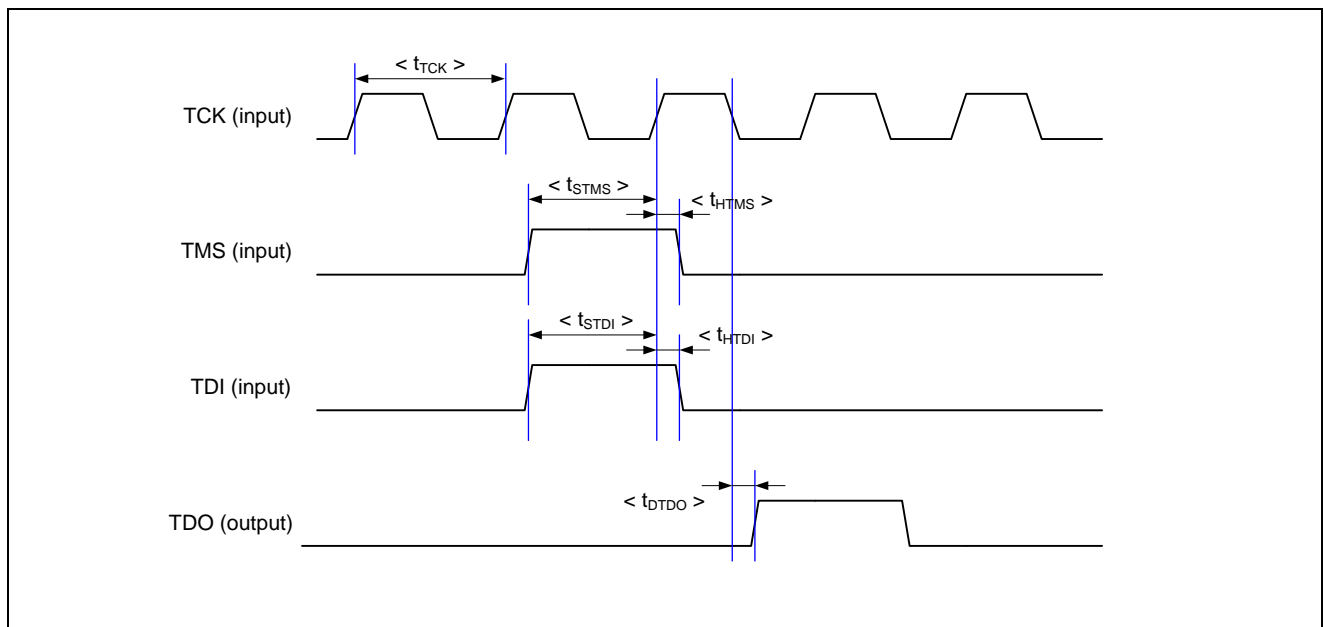 < tTCK >
TCK (input)
< tSTMS >
< tHTMS >
TMS (input)
< tSTDI >
< tHTDI >
TDI (input)
< tDTDO >
TDO (output)